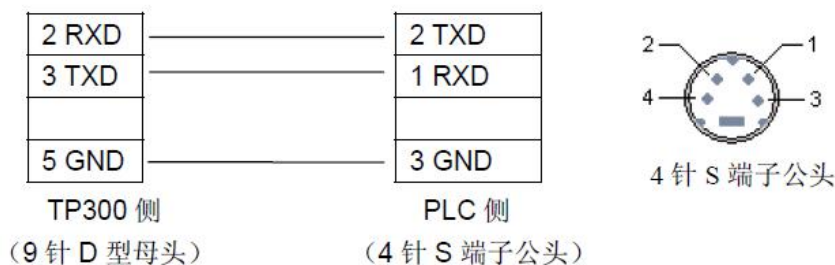 2 RXD 2 TXD
3 TXD 1 RXD
5 GND 3 GND
TP300 侧 PLC 侧
（9 针 D 型母头） （4 针 S 端子公头）
2 1
4 3
4 针 S 端子公头